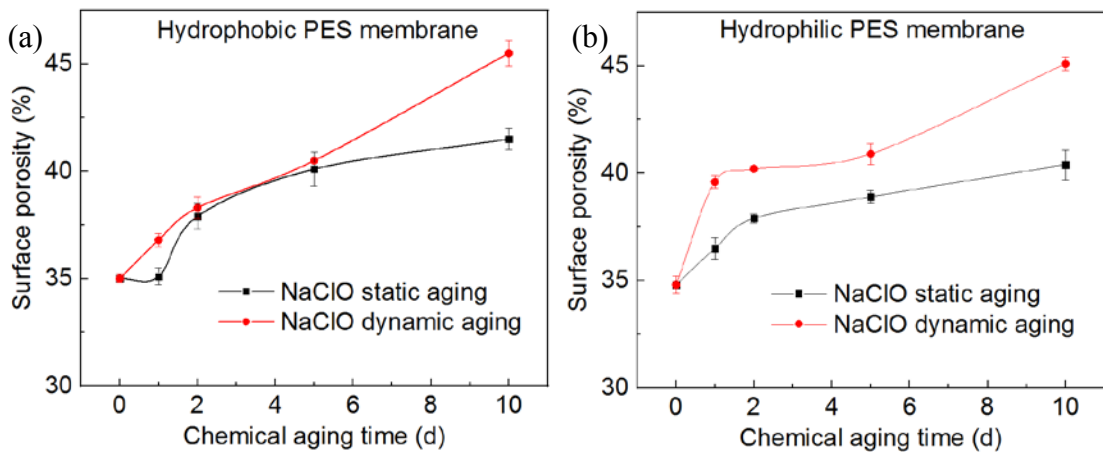 (a)
Hydrophobic PES membrane
45
40
35
30
Surface porosity (%)
NaClO static aging
NaClO dynamic aging
0 2 4 6 8 10
Chemical aging time (d)
(b)
Hydrophilic PES membrane
45
40
35
30
Surface porosity (%)
NaClO static aging
NaClO dynamic aging
0 2 4 6 8 10
Chemical aging time (d)